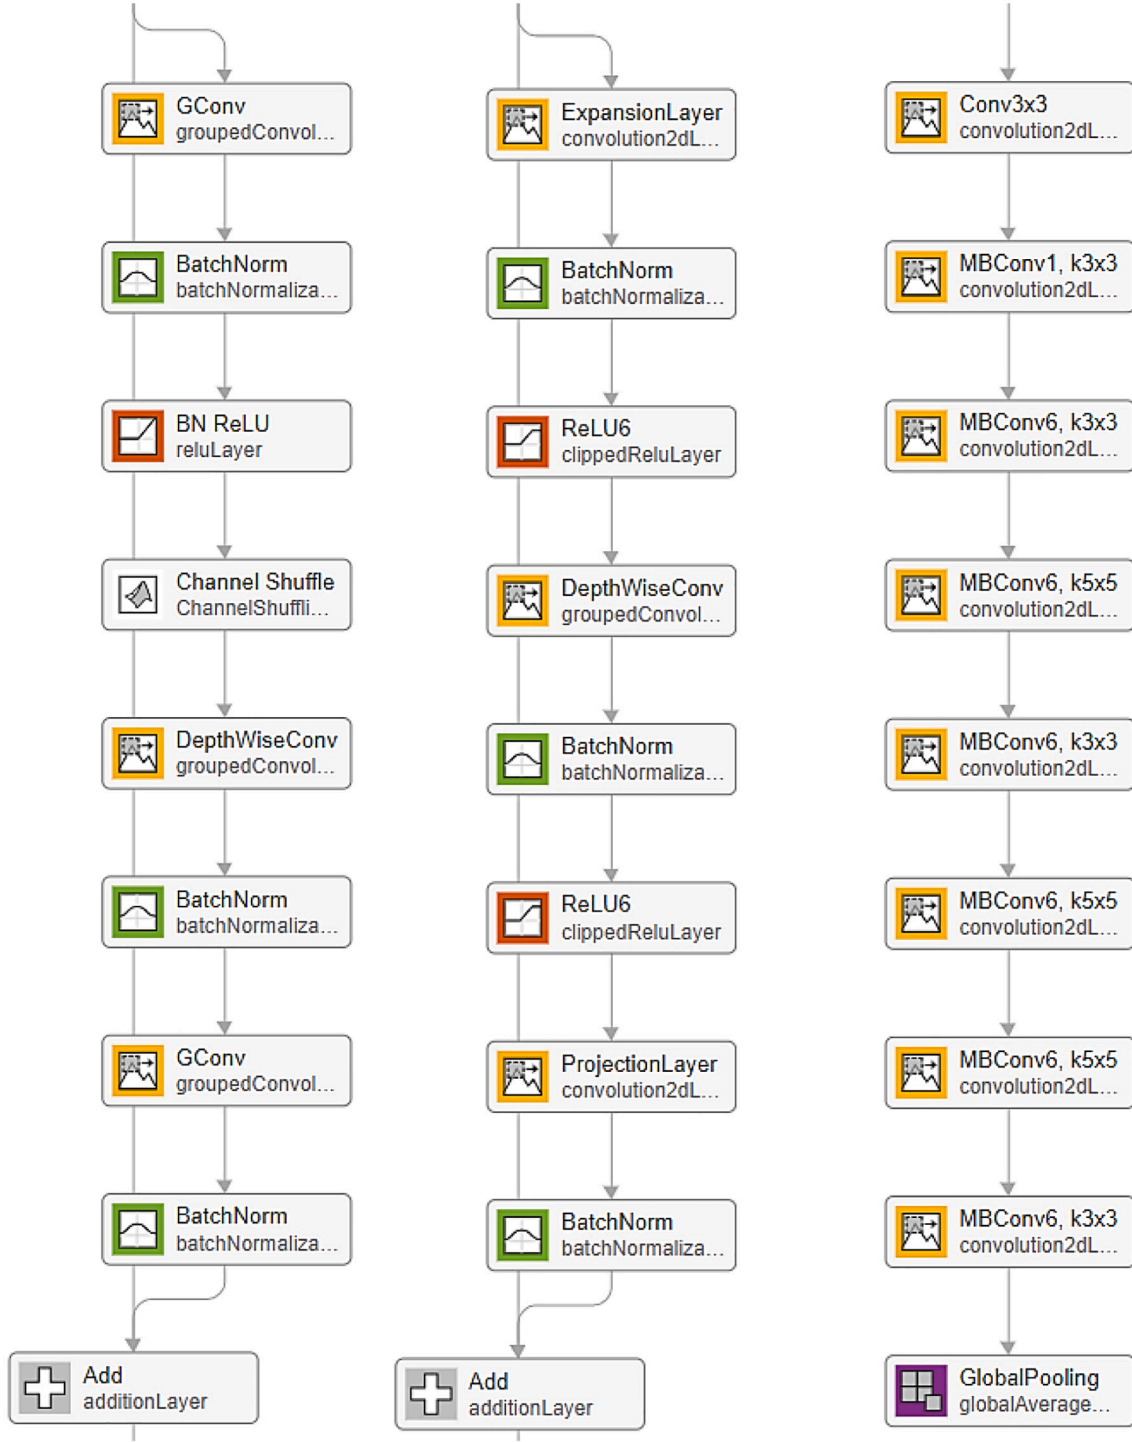 GConv
groupedConvol...
BatchNorm
batchNormaliza...
BN ReLU
reluLayer
Channel Shuffle
ChannelShuffli...
DepthWiseConv
groupedConvol...
BatchNorm
batchNormaliza...
GConv
groupedConvol...
BatchNorm
batchNormaliza...
Add
additionLayer
ExpansionLayer
convolution2dL...
BatchNorm
batchNormaliza...
ReLU6
clippedReluLayer
DepthWiseConv
groupedConvol...
BatchNorm
batchNormaliza...
ReLU6
clippedReluLayer
ProjectionLayer
convolution2dL...
BatchNorm
batchNormaliza...
Add
additionLayer
Conv3x3
convolution2dL...
MBConv1, k3x3
convolution2dL...
MBConv6, k3x3
convolution2dL...
MBConv6, k5x5
convolution2dL...
MBConv6, k3x3
convolution2dL...
MBConv6, k5x5
convolution2dL...
MBConv6, k5x5
convolution2dL...
MBConv6, k3x3
convolution2dL...
GlobalPooling
globalAverage...